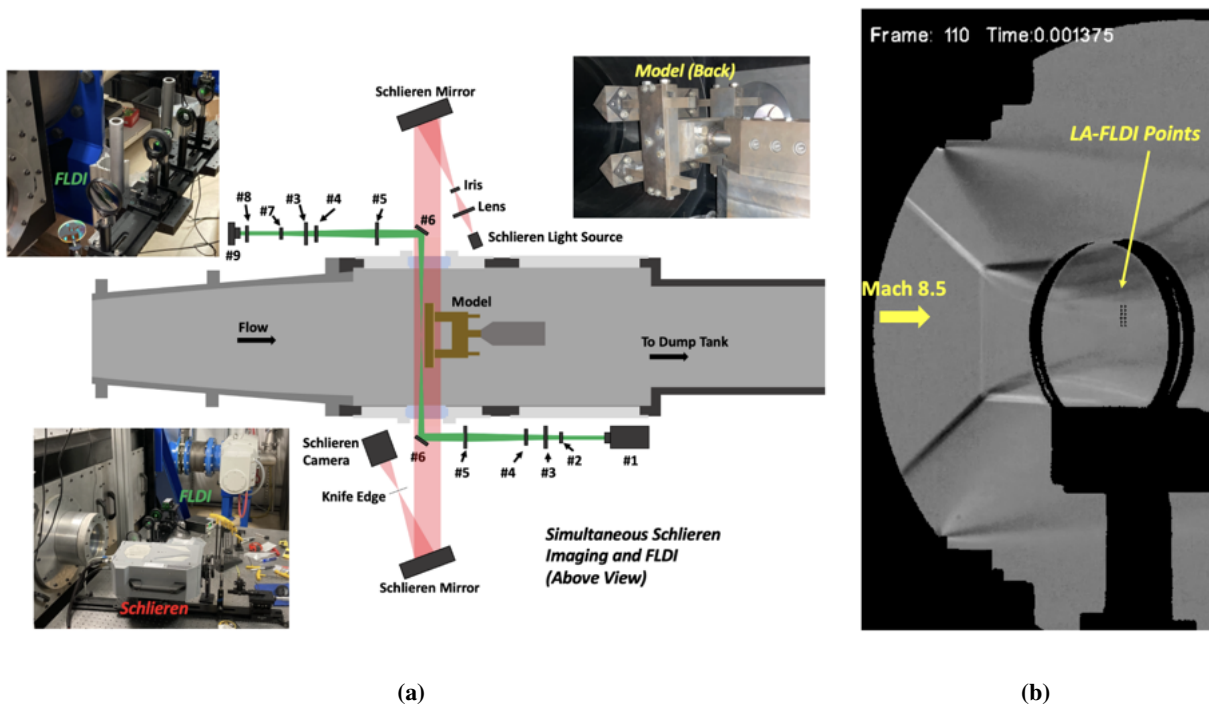 Model (Back)
Schlieren Mirror
FLDI
Iris
Lens
Schlieren Light Source
#8
#7
#3
#4
#5
#6
#9
Model
Flow
To Dump Tank
Schlieren
Camera
Knife Edge
#6
#5
#4
#3
#2
#1
Simultaneous Schlieren
Imaging and FLDI
(Above View)
Schlieren Mirror
FLDI
Schlieren
(a)
Frame: 110 Time:0.001375
LA-FLDI
Points
Mach 8.5
(b)